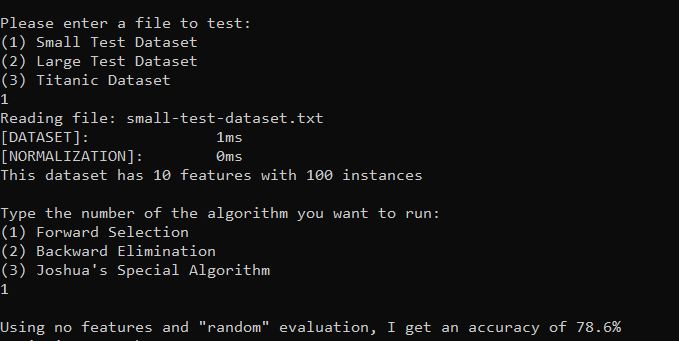 Please enter a file to test:
(1) Small Test Dataset
(2) Large Test Dataset
(3) Titanic Dataset
1
Reading file: small-test-dataset.txt
[DATASET]: 1ms
[NORMALIZATION]: 0ms
This dataset has 10 features with 100 instances
Type the number of the algorithm you want to run:
(1) Forward Selection
(2) Backward Elimination
(3) Joshua's Special Algorithm
1
Using no features and "random" evaluation, I get an accuracy of 78.6%